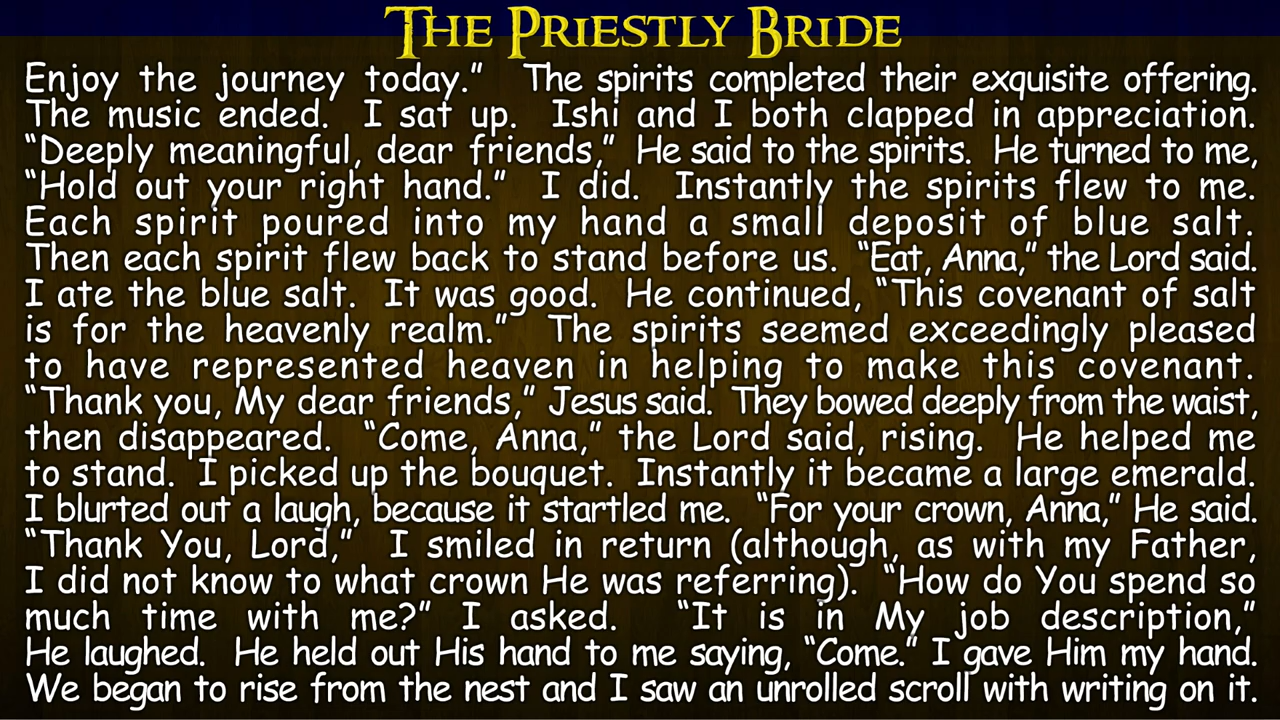 THE PRIESTLY BRIDE
Enjoy the journey today.” The spirits completed their exquisite offering.
The music ended. I sat up. Ishi and I both clapped in appreciation.
“Deeply meaningful, dear friends,” He said to the spirits. He turned to me,
“Hold out your right hand.” I did. Instantly the spirits flew to me.
Each spirit poured into my hand a small deposit of blue salt.
Then each spirit flew back to stand before us. “Eat, Anna,” the Lord said.
I ate the blue salt. It was good. He continued, “This covenant of salt
is for the heavenly realm.” The spirits seemed exceedingly pleased
to have represented heaven in helping to make this covenant.
“Thank you, My dear friends,” Jesus said. They bowed deeply from the waist,
then disappeared. “Come, Anna,” the Lord said, rising. He helped me
to stand. I picked up the bouquet. Instantly it became a large emerald.
I blurted out a laugh, because it startled me. “For your crown, Anna,” He said.
“Thank You, Lord,” I smiled in return (although, as with my Father,
I did not know to what crown He was referring). “How do You spend so
much time with me?” I asked. “It is in My job description,”
He laughed. He held out His hand to me saying, “Come.” I gave Him my hand.
We began to rise from the nest and I saw an unrolled scroll with writing on it.